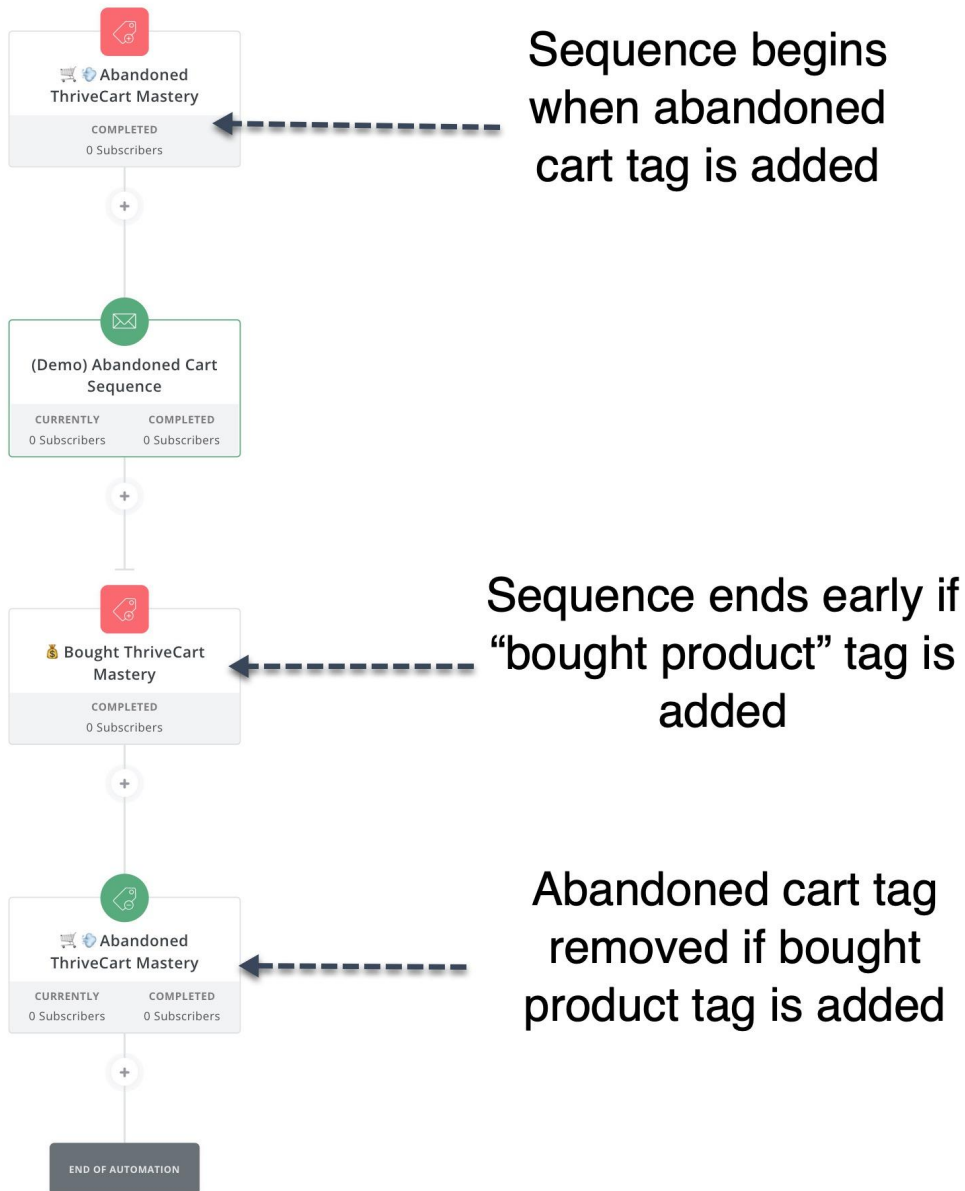 🛒 💨 Abandoned
ThriveCart Mastery
COMPLETED
0 Subscribers
Sequence begins
when abandoned
cart tag is added
+
(Demo) Abandoned Cart
Sequence
CURRENTLY COMPLETED
0 Subscribers 0 Subscribers
+
💰 Bought ThriveCart
Mastery
COMPLETED
0 Subscribers
Sequence ends early if
“bought product” tag is
added
+
🛒 💨 Abandoned
ThriveCart Mastery
CURRENTLY COMPLETED
0 Subscribers 0 Subscribers
Abandoned cart tag
removed if bought
product tag is added
+
END OF AUTOMATION